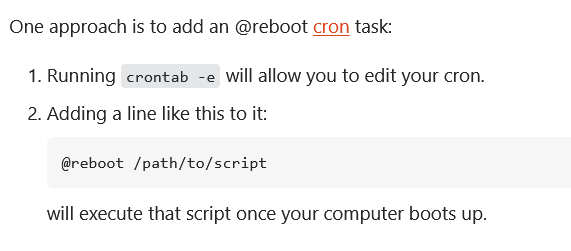 One approach is to add an @reboot cron task:
1. Running crontab -e will allow you to edit your cron.
2. Adding a line like this to it:
@reboot /path/to/script
will execute that script once your computer boots up.